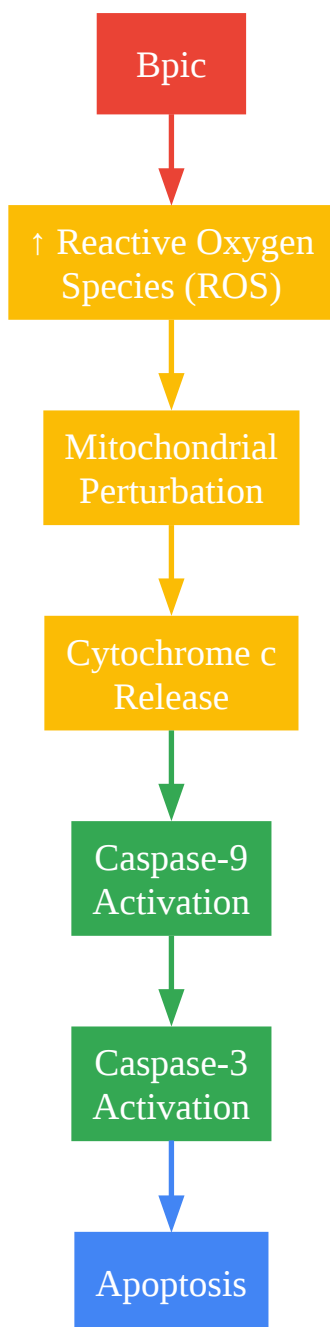 Bpic
↑ Reactive Oxygen
Species (ROS)
Mitochondrial
Perturbation
Cytochrome c
Release
Caspase-9
Activation
Caspase-3
Activation
Apoptosis